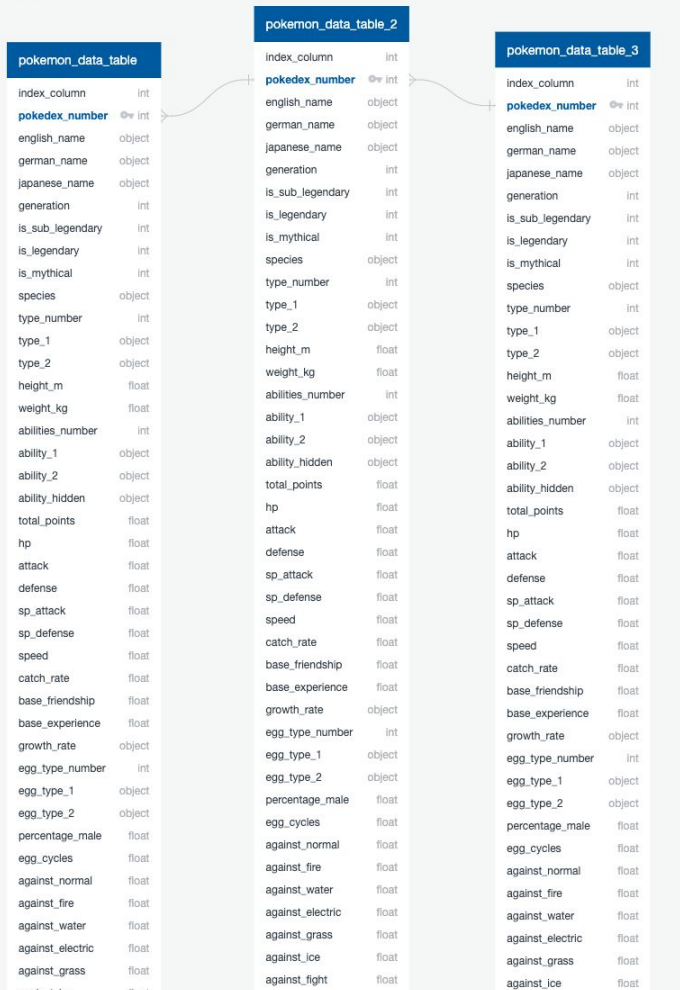 pokemon_data_table
index_column int
pokedex_number int
english_name object
german_name object
japanese_name object
generation int
is_sub_legendary int
is_legendary int
is_mythical int
species object
type_number int
type_1 object
type_2 object
height_m float
weight_kg float
abilities_number int
ability_1 object
ability_2 object
ability_hidden object
total_points float
hp float
attack float
defense float
sp_attack float
sp_defense float
speed float
catch_rate float
base_friendship float
base_experience float
growth_rate object
egg_type_number int
egg_type_1 object
egg_type_2 object
percentage_male float
egg_cycles float
against_normal float
against_fire float
against_water float
against_electric float
against_grass float
pokemon_data_table_2
index_column int
pokedex_number int
english_name object
german_name object
japanese_name object
generation int
is_sub_legendary int
is_legendary int
is_mythical int
species object
type_number int
type_1 object
type_2 object
height_m float
weight_kg float
abilities_number int
ability_1 object
ability_2 object
ability_hidden object
total_points float
hp float
attack float
defense float
sp_attack float
sp_defense float
speed float
catch_rate float
base_friendship float
base_experience float
growth_rate object
egg_type_number int
egg_type_1 object
egg_type_2 object
percentage_male float
egg_cycles float
against_normal float
against_fire float
against_water float
against_electric float
against_grass float
against_ice float
against_fight float
pokemon_data_table_3
index_column int
pokedex_number int
english_name object
german_name object
japanese_name object
generation int
is_sub_legendary int
is_legendary int
is_mythical int
species object
type_number int
type_1 object
type_2 object
height_m float
weight_kg float
abilities_number int
ability_1 object
ability_2 object
ability_hidden object
total_points float
hp float
attack float
defense float
sp_attack float
sp_defense float
speed float
catch_rate float
base_friendship float
base_experience float
growth_rate object
egg_type_number int
egg_type_1 object
egg_type_2 object
percentage_male float
egg_cycles float
against_normal float
against_fire float
against_water float
against_electric float
against_grass float
against_ice float